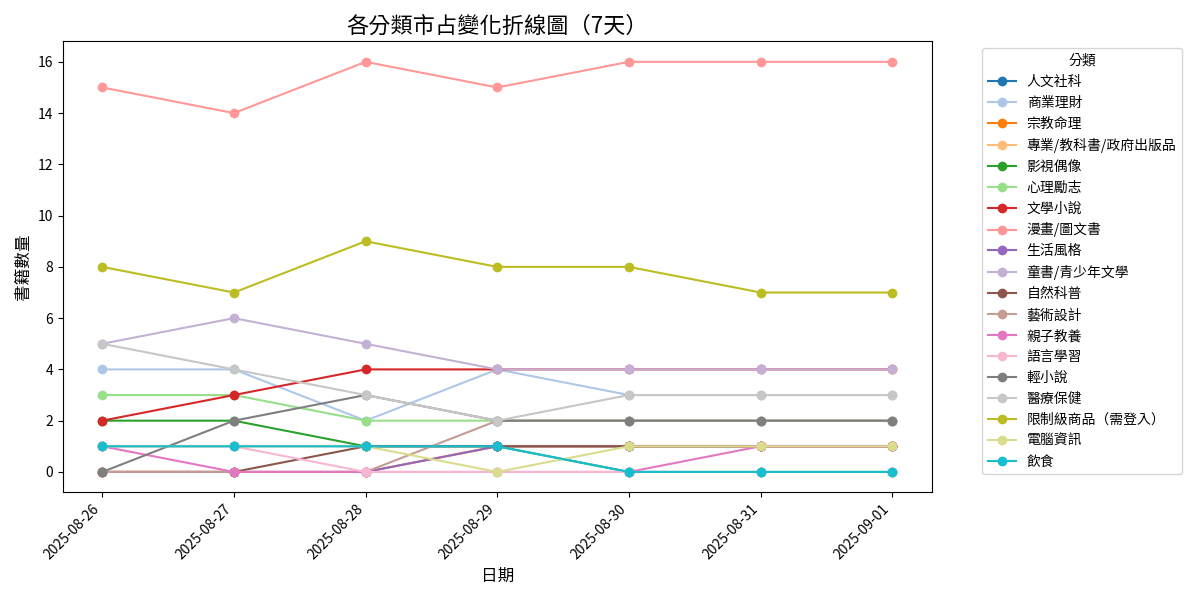 各分類市占變化折線圖（7天）
書籍數量
16
14
12
10
8
6
4
2
0
2025-08-26
2025-08-27
2025-08-28
2025-08-29
2025-08-30
2025-08-31
2025-09-01
日期
分類
人文社科
商業理財
宗教命理
專業/教科書/政府出版品
影視偶像
心理勵志
文學小說
漫畫/圖文書
生活風格
童書/青少年文學
自然科普
藝術設計
親子教養
語言學習
輕小說
醫療保健
限制級商品（需登入）
電腦資訊
飲食